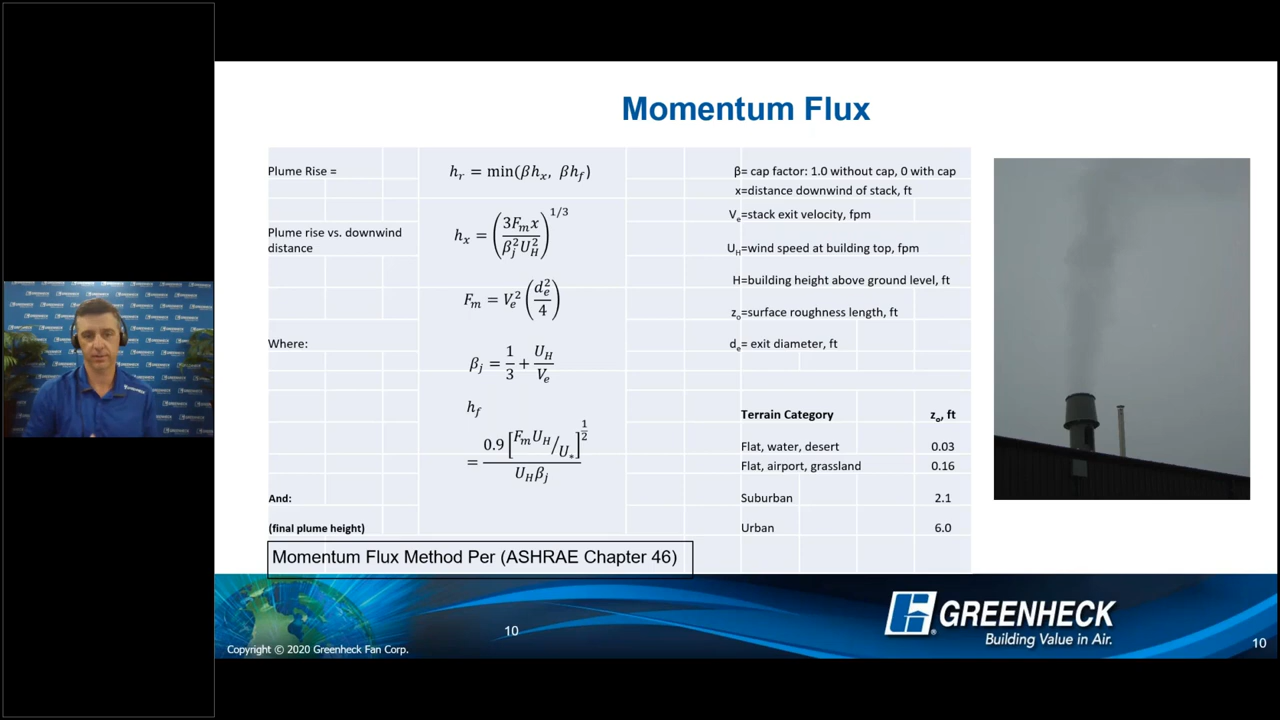 Momentum Flux
Plume Rise =
h_r = min(βh_x, βh_f)
β= cap factor: 1.0 without cap, 0 with cap
x=distance downwind of stack, ft
V_e=stack exit velocity, fpm
Plume rise vs. downwind
distance
h_x = (3F_m x / β_j² U_H²)^1/3
U_H=wind speed at building top, fpm
H=building height above ground level, ft
F_m = V_e² (d_e² / 4)
z_o=surface roughness length, ft
Where:
d_e= exit diameter, ft
β_j = 1/3 + U_H / V_e
h_f
= 0.9 [F_m U_H / U_*]^1/2 / U_H β_j
Terrain Category z_o, ft
Flat, water, desert 0.03
Flat, airport, grassland 0.16
And:
Suburban 2.1
(final plume height)
Urban 6.0
Momentum Flux Method Per (ASHRAE Chapter 46)
GREENHECK
Building Value in Air.
10
Copyright © 2020 Greenheck Fan Corp.
10